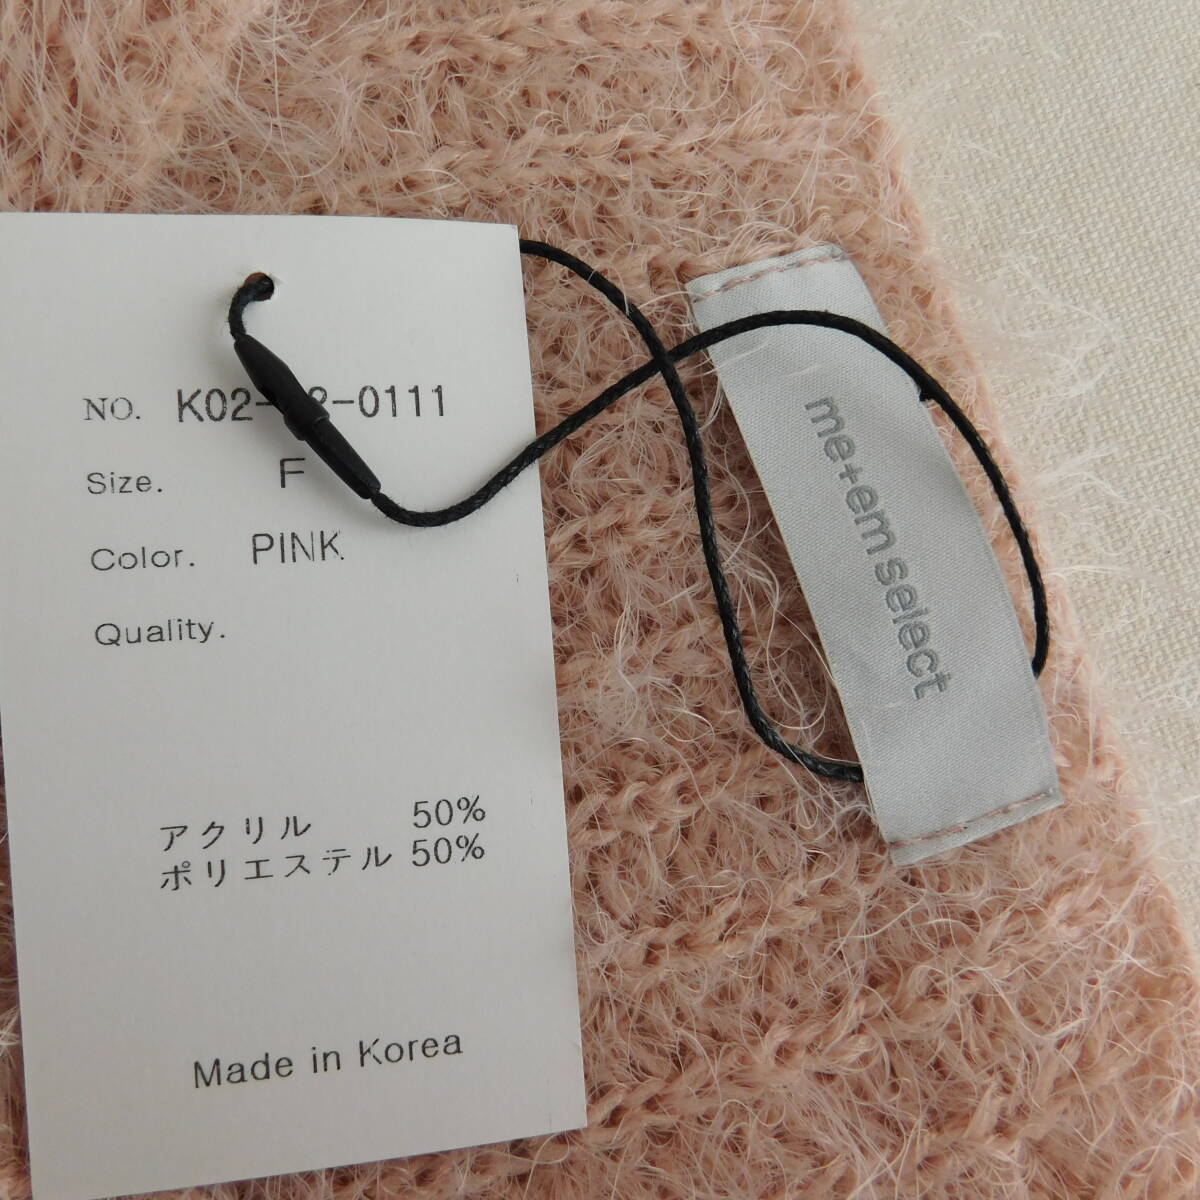 NO. 2-0111
Size. F
Color. PINK
Quality.
アクリル 50%
ポリエステル 50%
Made in Korea
me+em select